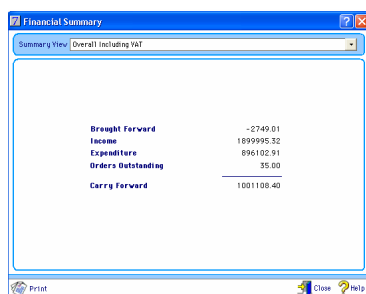 Financial Summary
Summary View Overall Including VAT
Brought Forward -2749.01
Income 1899995.32
Expenditure 896102.91
Orders Outstanding 35.00
Carry Forward 1001108.40
Print Close Help